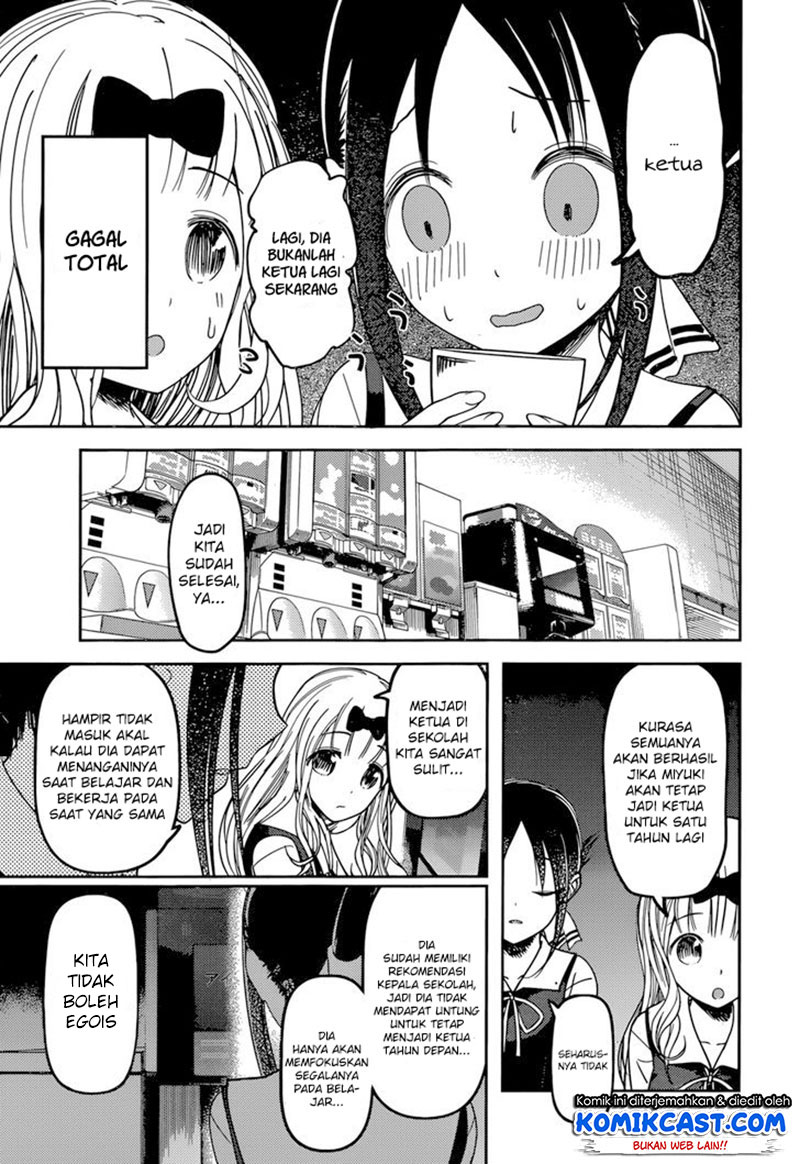 ...
ketua
LAGI, DIA
BUKANLAH
KETUA LAGI
SEKARANG
GAGAL
TOTAL
JADI
KITA
SUDAH
SELESAI,
YA...
KURASA
SEMUANYA
AKAN BERHASIL
JIKA MIYUKI
AKAN TETAP
JADI KETUA
UNTUK SATU
TAHUN LAGI
SEHARUS-
NYA TIDAK
MENJADI
KETUA DI
SEKOLAH
KITA SANGAT
SULIT...
HAMPIR TIDAK
MASUK AKAL
KALAU DIA DAPAT
MENANGANINYA
SAAT BELAJAR DAN
BEKERJA PADA
SAAT YANG SAMA
DIA
SUDAH MEMILIKI
REKOMENDASI
KEPALA SEKOLAH,
JADI DIA TIDAK
MENDAPAT UNTUNG
UNTUK TETAP
MENJADI KETUA
TAHUN DEPAN...
DIA
HANYA AKAN
MEMFOKUSKAN
SEGALANYA
PADA BELA-
JAR...
KITA
TIDAK
BOLEH
EGOIS
Komik ini diterjemahkan & diedit oleh
KOMIKCAST.COM
BUKAN WEB LAIN!!